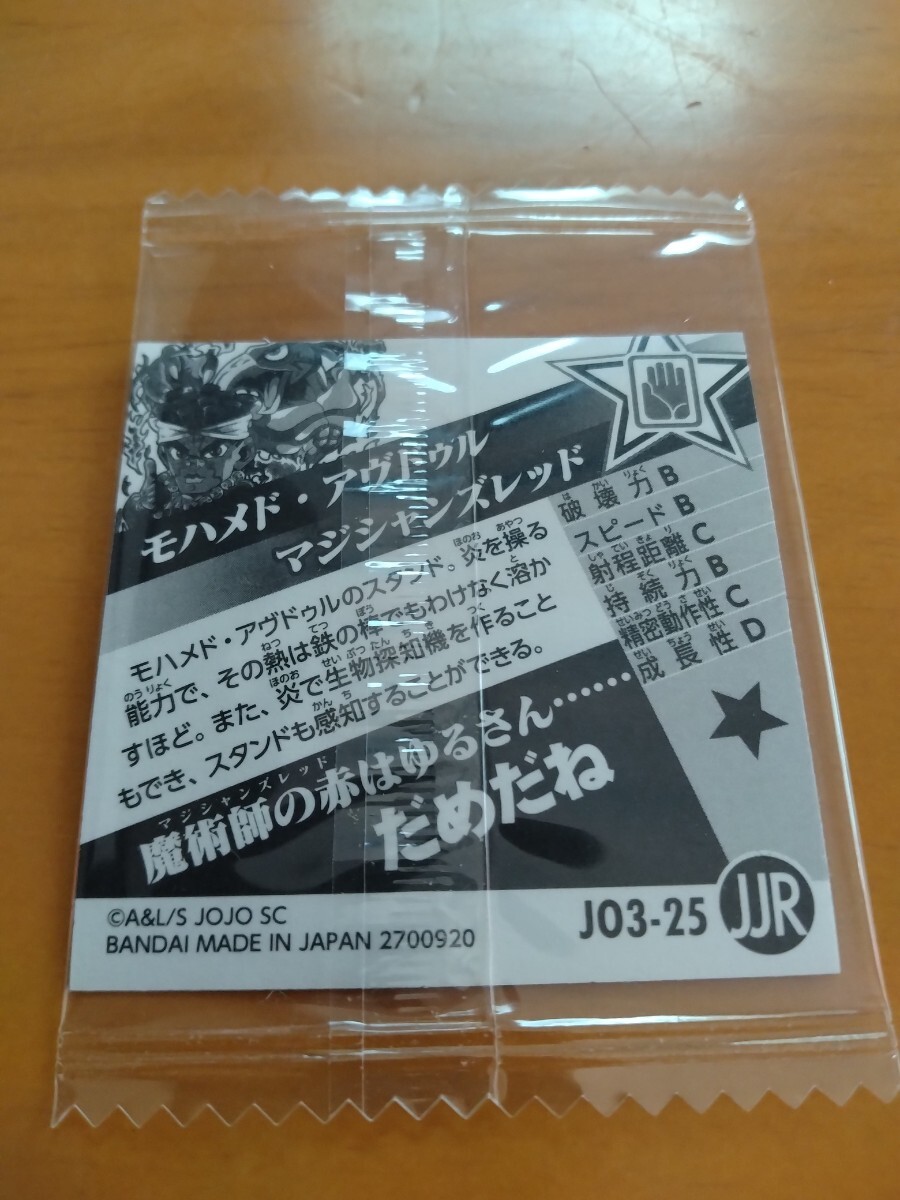 モハメド・アヴドゥル
マジシャンズレッド
モハメド・アヴドゥルのスタンド。炎を操る
能力で、その熱は鉄の棒でもわけなく溶か
すほど。また、炎で生物探知機を作ること
もでき、スタンドも感知することができる。
魔術師の赤はゆるさん……
マジシャンズレッド
だめだね
破壊力 B
スピード B
射程距離 C
持続力 B
精密動作性 C
成長性 D
©A&L/S JOJO SC
BANDAI MADE IN JAPAN 2700920
JO3-25
JJR